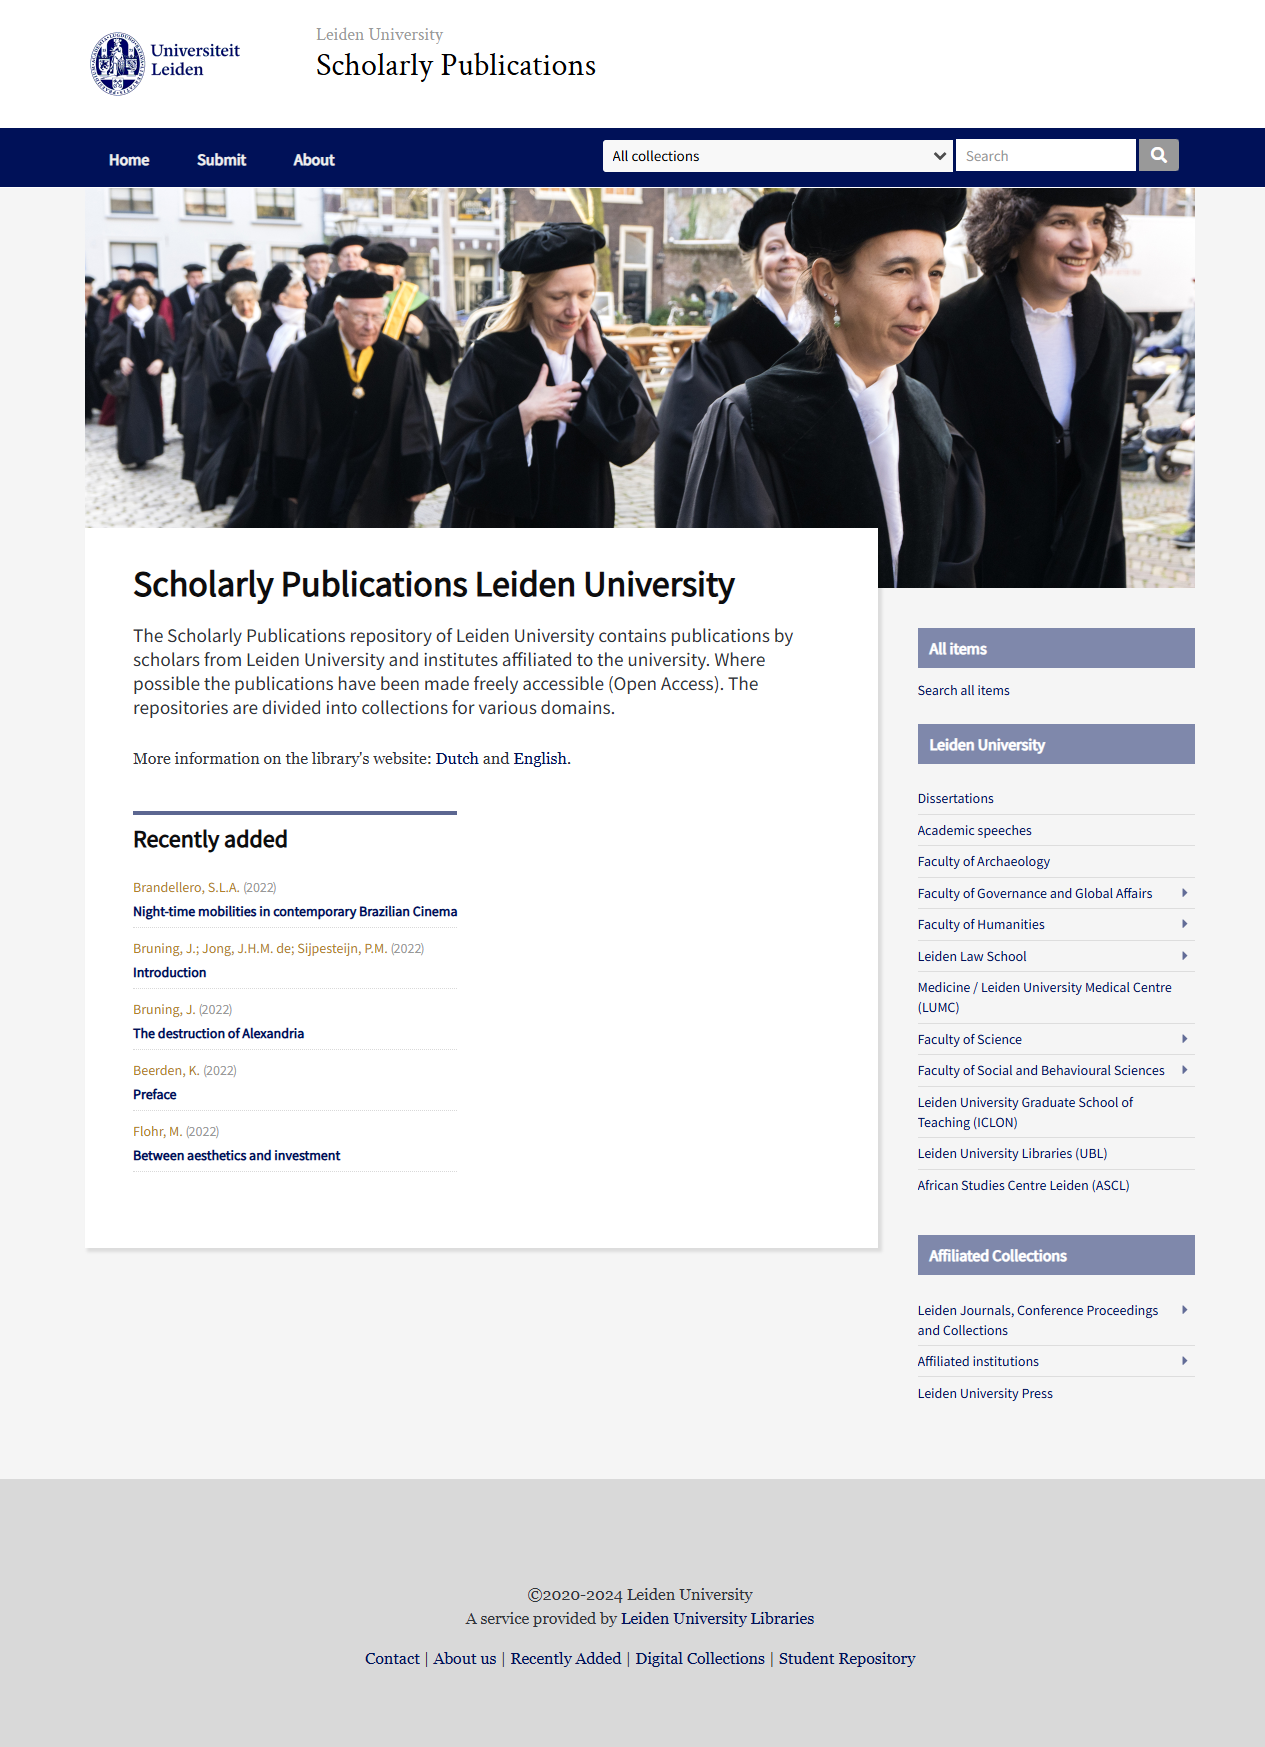 Universiteit
Leiden
Leiden University
Scholarly Publications
Home
Submit
About
All collections
Search
Scholarly Publications Leiden University
The Scholarly Publications repository of Leiden University contains publications by
scholars from Leiden University and institutes affiliated to the university. Where
possible the publications have been made freely accessible (Open Access). The
repositories are divided into collections for various domains.
More information on the library's website: Dutch and English.
Recently added
Brandellero, S.L.A. (2022)
Night-time mobilities in contemporary Brazilian Cinema
Bruning, J.; Jong, J.H.M. de; Sijpesteijn, P.M. (2022)
Introduction
Bruning, J. (2022)
The destruction of Alexandria
Beerden, K. (2022)
Preface
Flohr, M. (2022)
Between aesthetics and investment
All items
Search all items
Leiden University
Dissertations
Academic speeches
Faculty of Archaeology
Faculty of Governance and Global Affairs
Faculty of Humanities
Leiden Law School
Medicine / Leiden University Medical Centre
(LUMC)
Faculty of Science
Faculty of Social and Behavioural Sciences
Leiden University Graduate School of
Teaching (ICLON)
Leiden University Libraries (UBL)
African Studies Centre Leiden (ASCL)
Affiliated Collections
Leiden Journals, Conference Proceedings
and Collections
Affiliated institutions
Leiden University Press
©2020-2024 Leiden University
A service provided by Leiden University Libraries
Contact | About us | Recently Added | Digital Collections | Student Repository